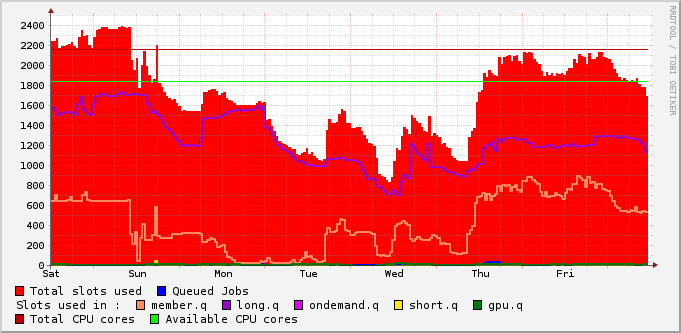 RRDTOOL / TOBI OETIKER
2400
2200
2000
1800
1600
1400
1200
1000
800
600
400
200
0
Sat Sun Mon Tue Wed Thu Fri
Total slots used Queued Jobs
Slots used in : member.q long.q ondemand.q short.q gpu.q
Total CPU cores Available CPU cores